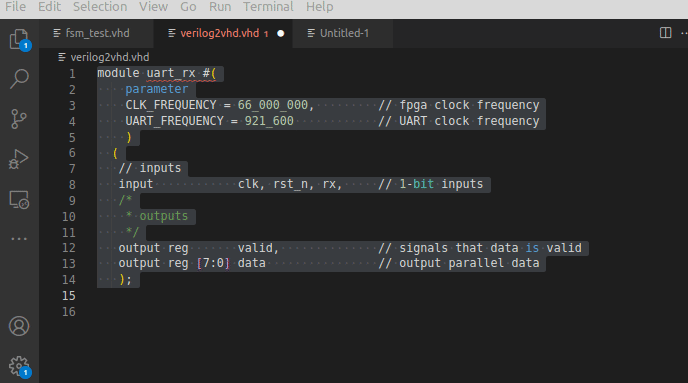 File Edit Selection View Go Run Terminal Help
fsm_test.vhd verilog2vhd.vhd 1 Untitled-1
verilog2vhd.vhd
1 module uart_rx #(
2 parameter
3 CLK_FREQUENCY = 66_000_000, // fpga clock frequency
4 UART_FREQUENCY = 921_600 // UART clock frequency
5 )
6 (
7 // inputs
8 input clk, rst_n, rx, // 1-bit inputs
9 /*
10 * outputs
11 */
12 output reg valid, // signals that data is valid
13 output reg [7:0] data // output parallel data
14 );
15
16
1
1